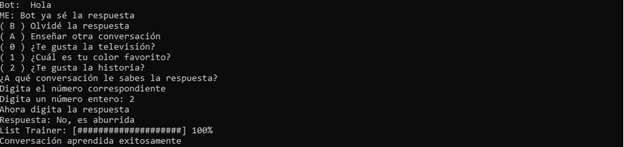 Bot:  Hola
ME: Bot ya sé la respuesta
( B ) Olvidé la respuesta
( A ) Enseñar otra conversación
( 0 ) ¿Te gusta la televisión?
( 1 ) ¿Cuál es tu color favorito?
( 2 ) ¿Te gusta la historia?
¿A qué conversación le sabes la respuesta?
Digita el número correspondiente
Digita un número entero: 2
Ahora digita la respuesta
Respuesta: No, es aburrida
List Trainer: [####################] 100%
Conversación aprendida exitosamente